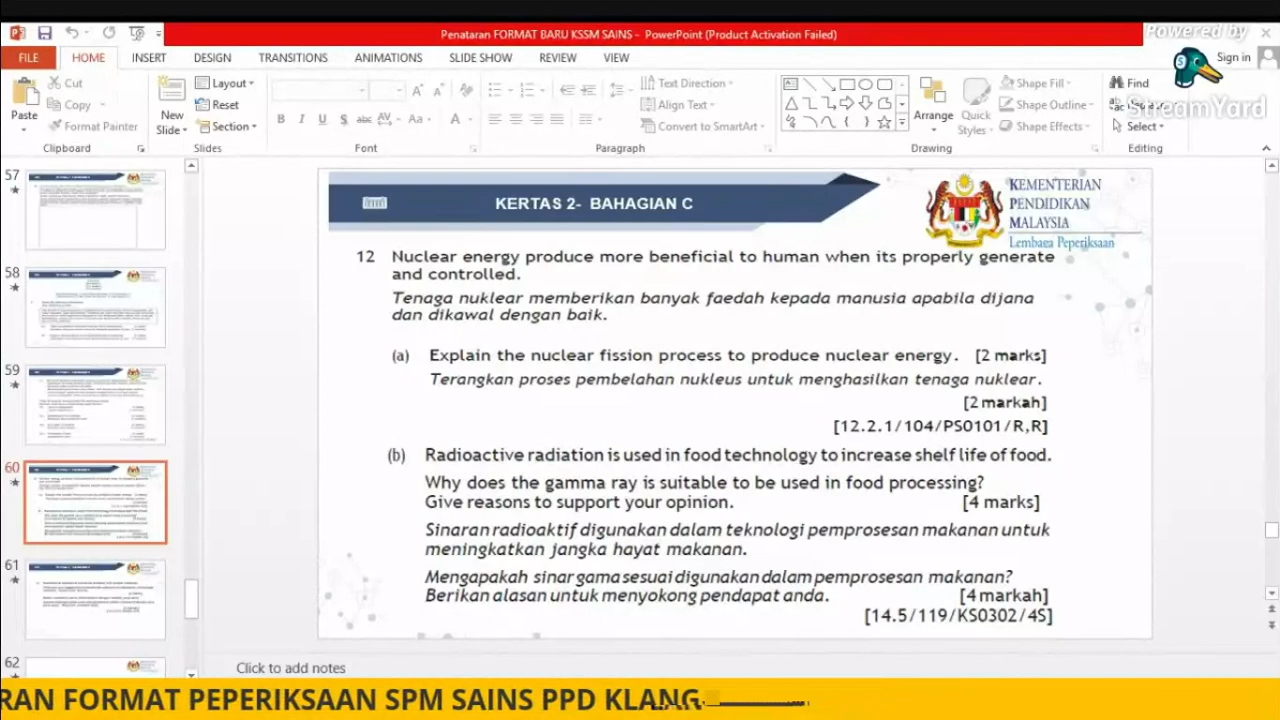 Penataran FORMAT BARU KSSM SAINS - PowerPoint (Product Activation Failed)
Powered by
StreamYard
Sign in
FILE HOME INSERT DESIGN TRANSITIONS ANIMATIONS SLIDE SHOW REVIEW VIEW
Cut
Copy
Format Painter
Paste
Clipboard
New
Slide
Layout
Reset
Section
Slides
B I U S abc AV Aa A
Font
Text Direction
Align Text
Convert to SmartArt
Paragraph
Arrange
Quick
Styles
Shape Fill
Shape Outline
Shape Effects
Drawing
Find
Select
Editing
57
58
59
60
61
62
KERTAS 2- BAHAGIAN C
KEMENTERIAN
PENDIDIKAN
MALAYSIA
Lembaga Peperiksaan
12 Nuclear energy produce more beneficial to human when its properly generate
and controlled.
Tenaga nuklear memberikan banyak faedah kepada manusia apabila dijana
dan dikawal dengan baik.
(a) Explain the nuclear fission process to produce nuclear energy. [2 marks]
Terangkan proses pembelahan nukleus untuk menghasilkan tenaga nuklear.
[2 markah]
[12.2.1/104/PS0101/R,R]
(b) Radioactive radiation is used in food technology to increase shelf life of food.
Why does the gamma ray is suitable to be used in food processing?
Give reasons to support your opinion. [4 marks]
Sinaran radioaktif digunakan dalam teknologi pemprosesan makanan untuk
meningkatkan jangka hayat makanan.
Mengapakah sinar gama sesuai digunakan dalam pemprosesan makanan?
Berikan alasan untuk menyokong pendapat anda. [4 markah]
[14.5/119/KS0302/4S]
Click to add notes
RAN FORMAT PEPERIKSAAN SPM SAINS PPD KLANG